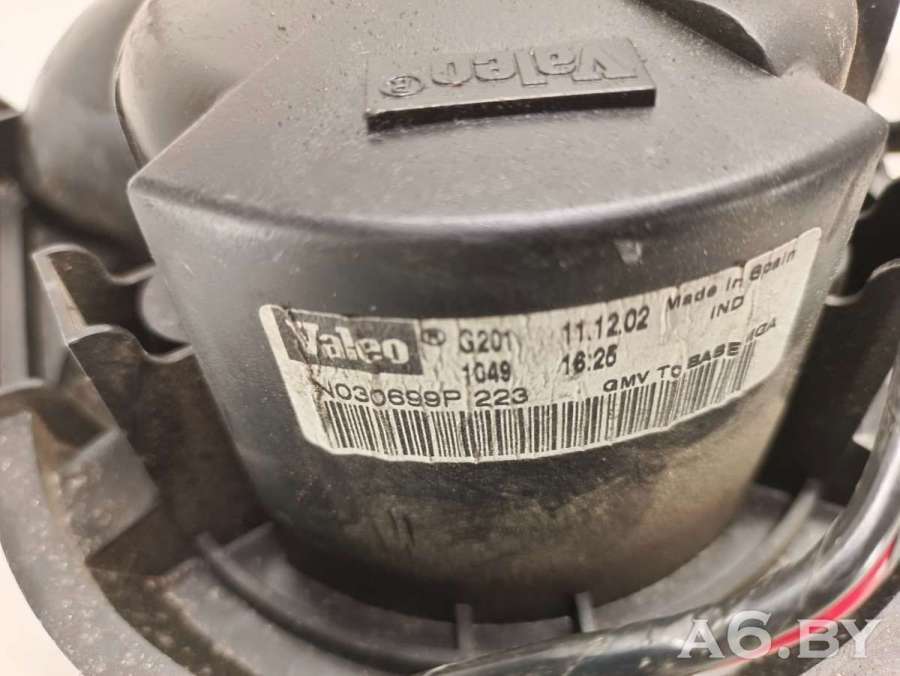 Valeo®
Valeo® G201 11.12.02 Made in Spain
1049 16:25 IND
N030699P 223 GMV To BASE
A6.BY